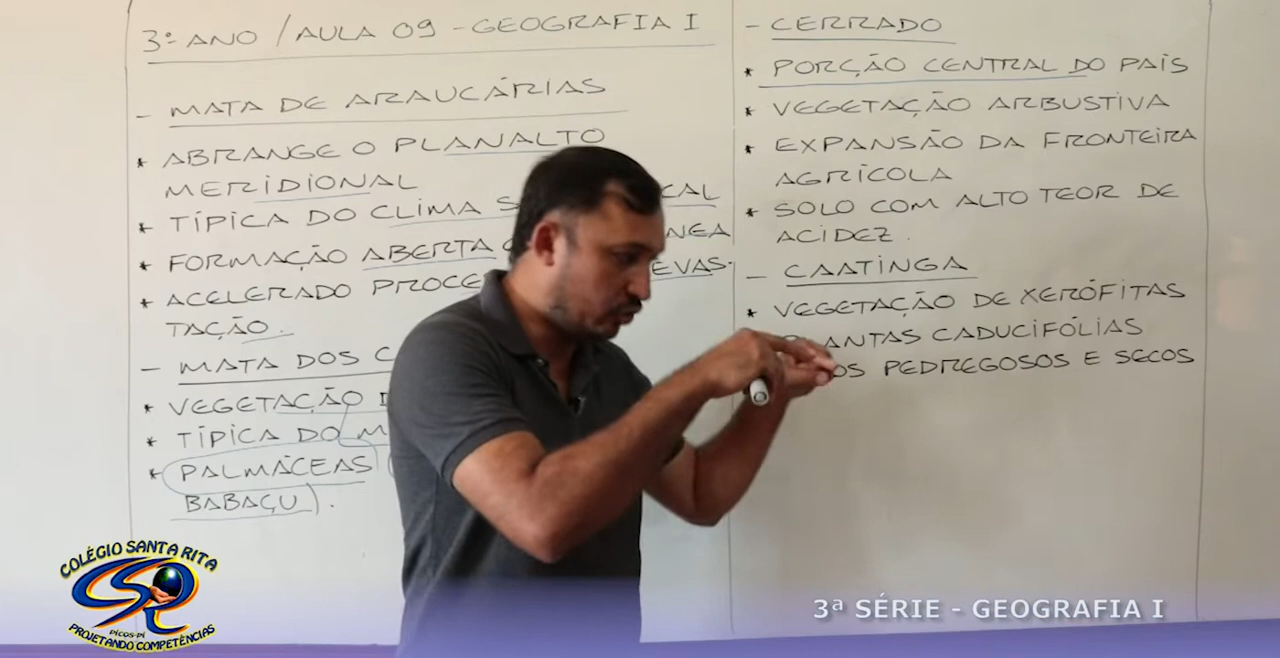 3º ANO / AULA 09 - GEOGRAFIA I
- MATA DE ARAUCÁRIAS
* ABRANGE O PLANALTO
MERIDIONAL
* TÍPICA DO CLIMA
* FORMAÇÃO ABERTA
* ACELERADO
TAÇÃO.
- MATA DOS
* VEGETAÇÃO
* TÍPICA DO
* PALMÁCEAS
BABAÇU).
- CERRADO
* PORÇÃO CENTRAL DO PAÍS
* VEGETAÇÃO ARBUSTIVA
* EXPANSÃO DA FRONTEIRA
AGRÍCOLA
* SOLO COM ALTO TEOR DE
ACIDEZ.
- CAATINGA
* VEGETAÇÃO DE XERÓFITAS
CADUCIFÓLIAS
PEDREGOSOS E SECOS
COLÉGIO SANTA RITA
CSR
PICOS-PI
PROJETANDO COMPETÊNCIAS
3ª SÉRIE - GEOGRAFIA I